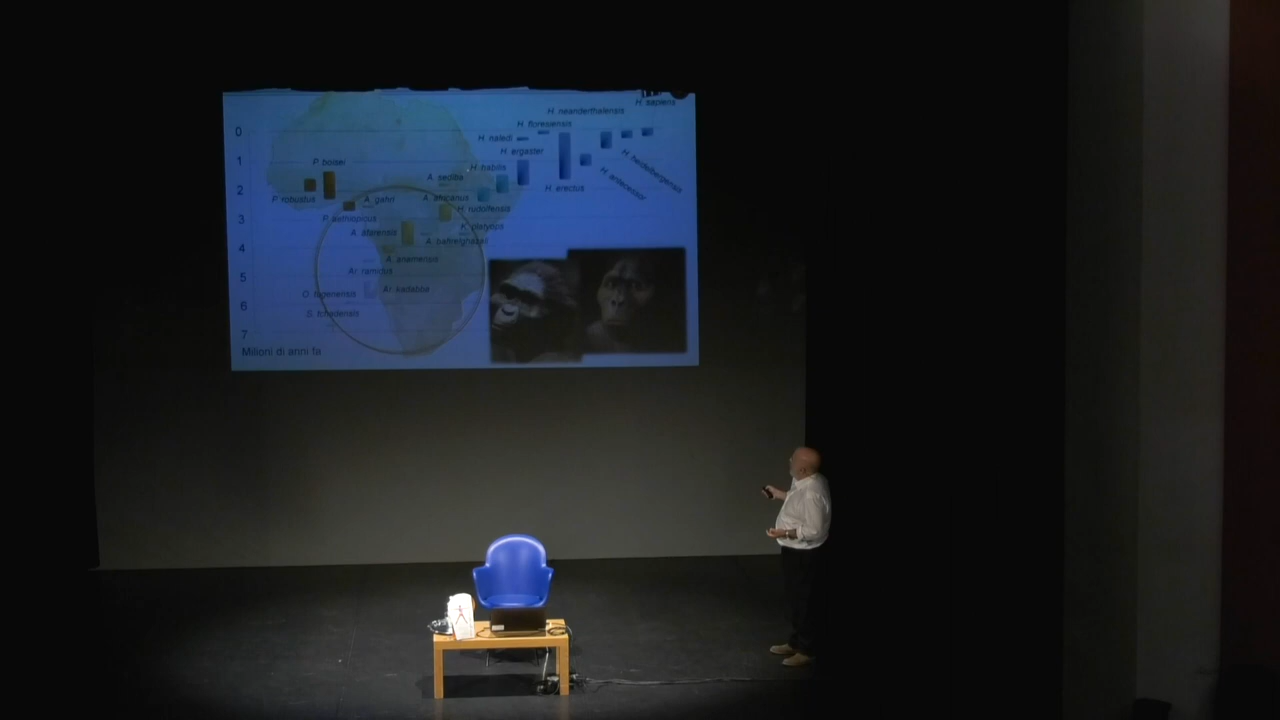 H. sapiens
H. neanderthalensis
H. floresiensis
0
H. naledi
H. ergaster
H. heidelbergensis
1
P. boisei
H. habilis
H. antecessor
A. sediba
H. erectus
2
P. robustus
A. gahri
A. africanus
H. rudolfensis
3
P. aethiopicus
K. platyops
A. afarensis
A. bahrelghazali
4
A. anamensis
Ar. ramidus
5
Ar. kadabba
O. tugenensis
6
S. tchadensis
7
Milioni di anni fa